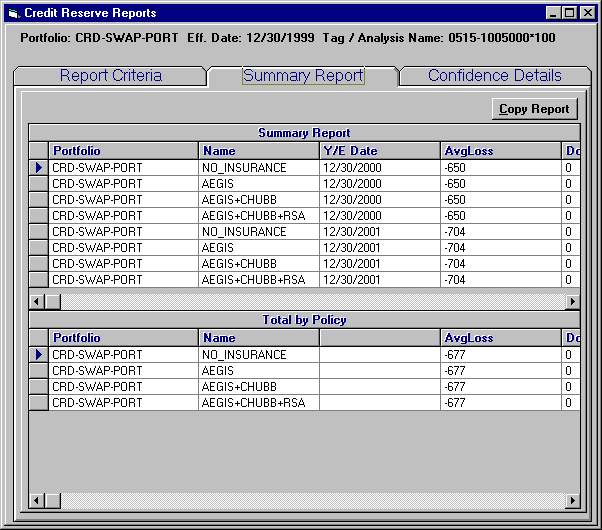 Credit Reserve Reports
Portfolio: CRD-SWAP-PORT Eff. Date: 12/30/1999 Tag / Analysis Name: 0515-1005000*100
Report Criteria Summary Report Confidence Details
Copy Report
Summary Report
Portfolio Name Y/E Date AvgLoss Do
CRD-SWAP-PORT NO_INSURANCE 12/30/2000 -650 0
CRD-SWAP-PORT AEGIS 12/30/2000 -650 0
CRD-SWAP-PORT AEGIS+CHUBB 12/30/2000 -650 0
CRD-SWAP-PORT AEGIS+CHUBB+RSA 12/30/2000 -650 0
CRD-SWAP-PORT NO_INSURANCE 12/30/2001 -704 0
CRD-SWAP-PORT AEGIS 12/30/2001 -704 0
CRD-SWAP-PORT AEGIS+CHUBB 12/30/2001 -704 0
CRD-SWAP-PORT AEGIS+CHUBB+RSA 12/30/2001 -704 0
Total by Policy
Portfolio Name AvgLoss Do
CRD-SWAP-PORT NO_INSURANCE -677 0
CRD-SWAP-PORT AEGIS -677 0
CRD-SWAP-PORT AEGIS+CHUBB -677 0
CRD-SWAP-PORT AEGIS+CHUBB+RSA -677 0